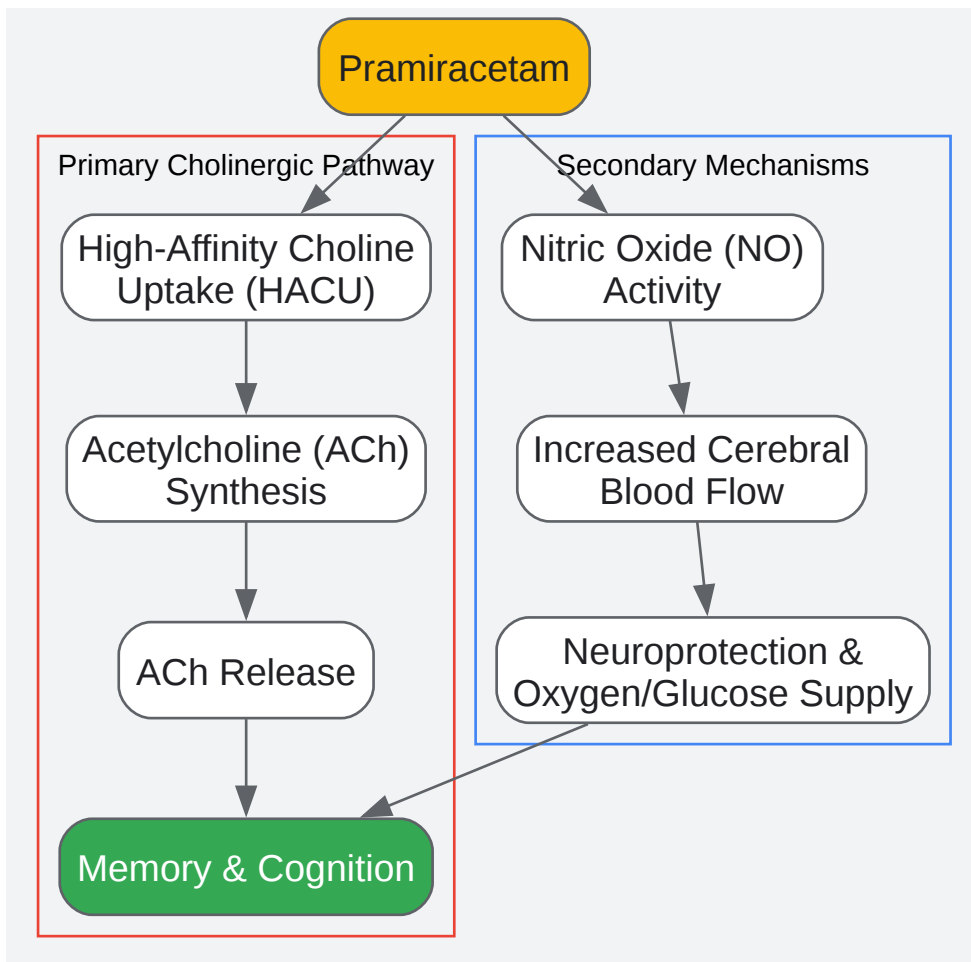 Pramiracetam
Primary Cholinergic Pathway
High-Affinity Choline
Uptake (HACU)
Acetylcholine (ACh)
Synthesis
ACh Release
Memory & Cognition
Secondary Mechanisms
Nitric Oxide (NO)
Activity
Increased Cerebral
Blood Flow
Neuroprotection &
Oxygen/Glucose Supply